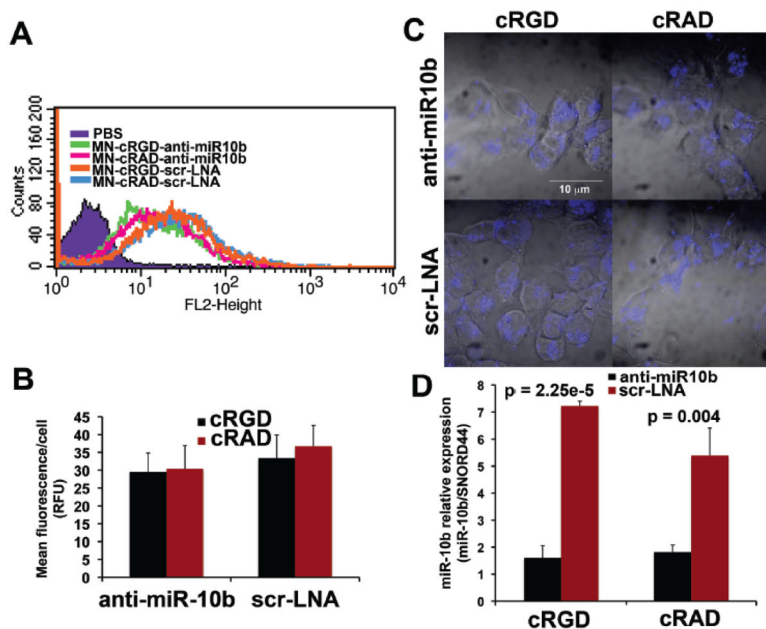 A
Counts
200
160
120
80
40
0
PBS
MN-cRGD-anti-miR10b
MN-cRAD-anti-miR10b
MN-cRGD-scr-LNA
MN-cRAD-scr-LNA
10⁰ 10¹ 10² 10³ 10⁴
FL2-Height
B
Mean fluorescence/cell
(RFU)
45
40
35
30
25
20
15
10
5
0
cRGD
cRAD
anti-miR-10b scr-LNA
C
cRGD cRAD
anti-miR10b
10 μm
scr-LNA
D
anti-miR10b
scr-LNA
p = 2.25e-5
p = 0.004
miR-10b relative expression
(miR-10b/SNORD44)
8
7
6
5
4
3
2
1
0
cRGD cRAD